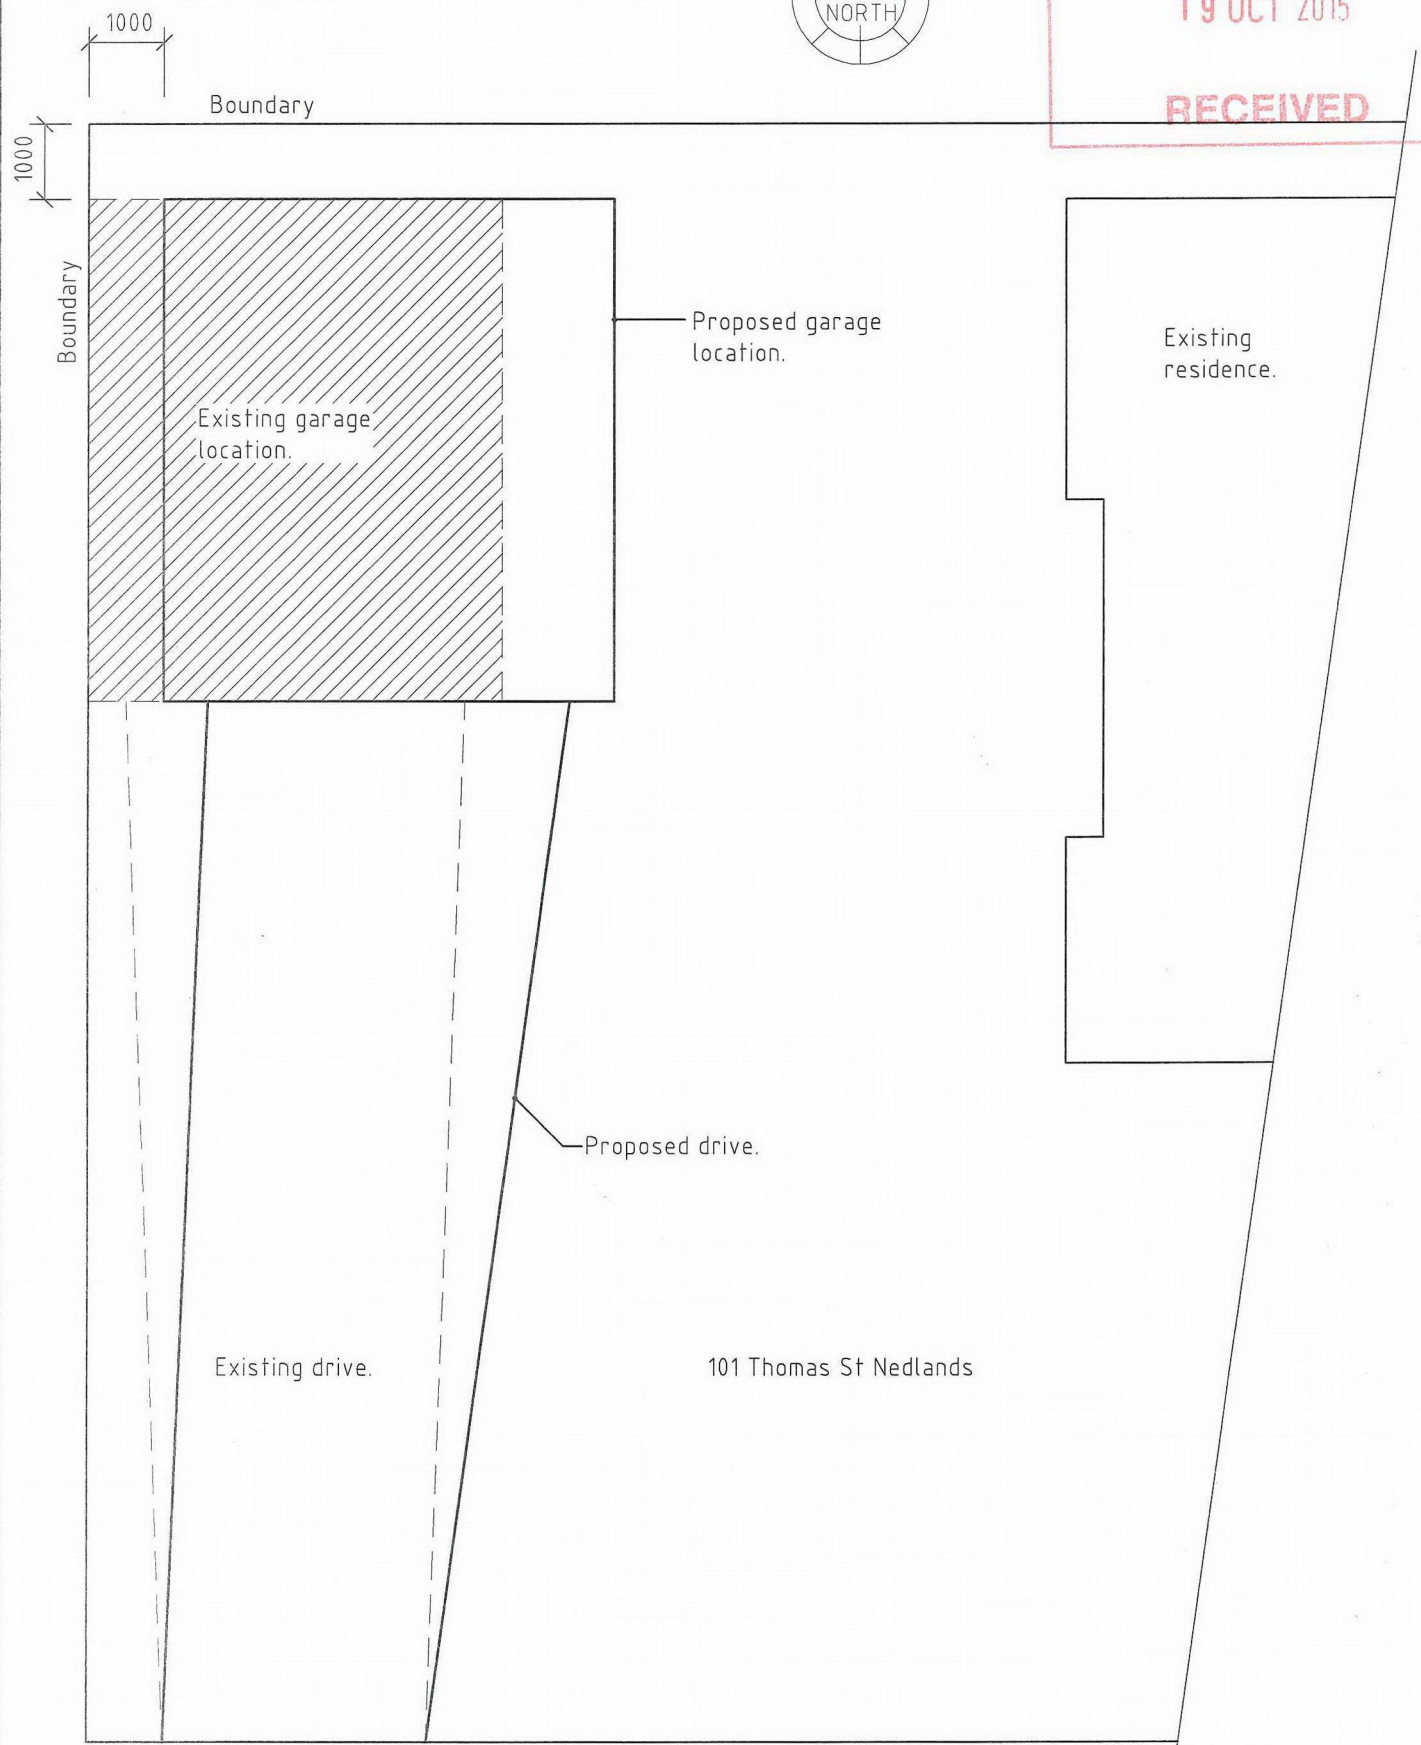 1000
NORTH
19 OCT 2015
RECEIVED
Boundary
1000
Boundary
Proposed garage
location.
Existing
residence.
Existing garage
location.
Proposed drive.
Existing drive.
101 Thomas St Nedlands